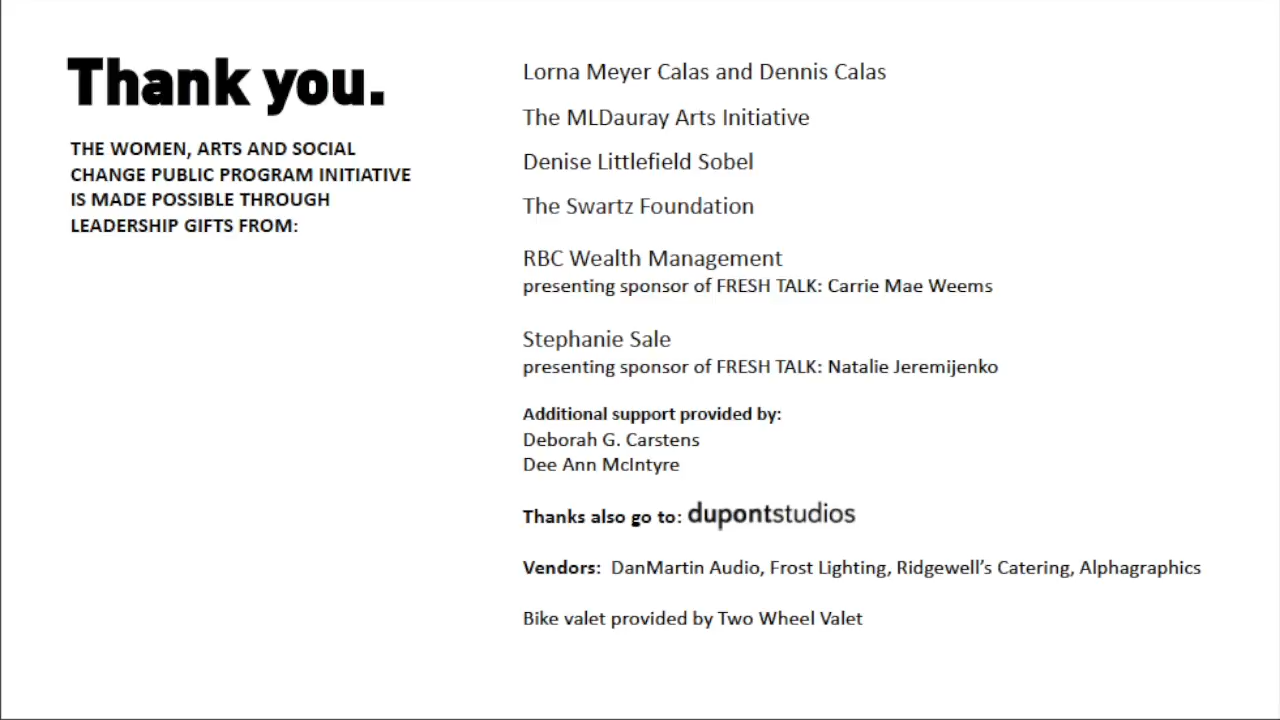 Thank you.
THE WOMEN, ARTS AND SOCIAL
CHANGE PUBLIC PROGRAM INITIATIVE
IS MADE POSSIBLE THROUGH
LEADERSHIP GIFTS FROM:
Lorna Meyer Calas and Dennis Calas
The MLDauray Arts Initiative
Denise Littlefield Sobel
The Swartz Foundation
RBC Wealth Management
presenting sponsor of FRESH TALK: Carrie Mae Weems
Stephanie Sale
presenting sponsor of FRESH TALK: Natalie Jeremijenko
Additional support provided by:
Deborah G. Carstens
Dee Ann McIntyre
Thanks also go to: dupontstudios
Vendors: DanMartin Audio, Frost Lighting, Ridgewell’s Catering, Alphagraphics
Bike valet provided by Two Wheel Valet